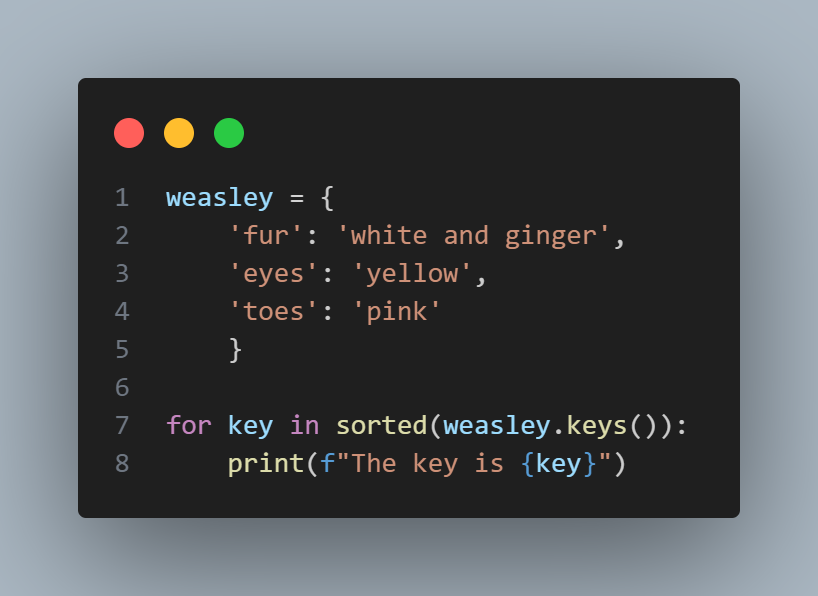 1 weasley = {
2     'fur': 'white and ginger',
3     'eyes': 'yellow',
4     'toes': 'pink'
5     }
6
7 for key in sorted(weasley.keys()):
8     print(f"The key is {key}")